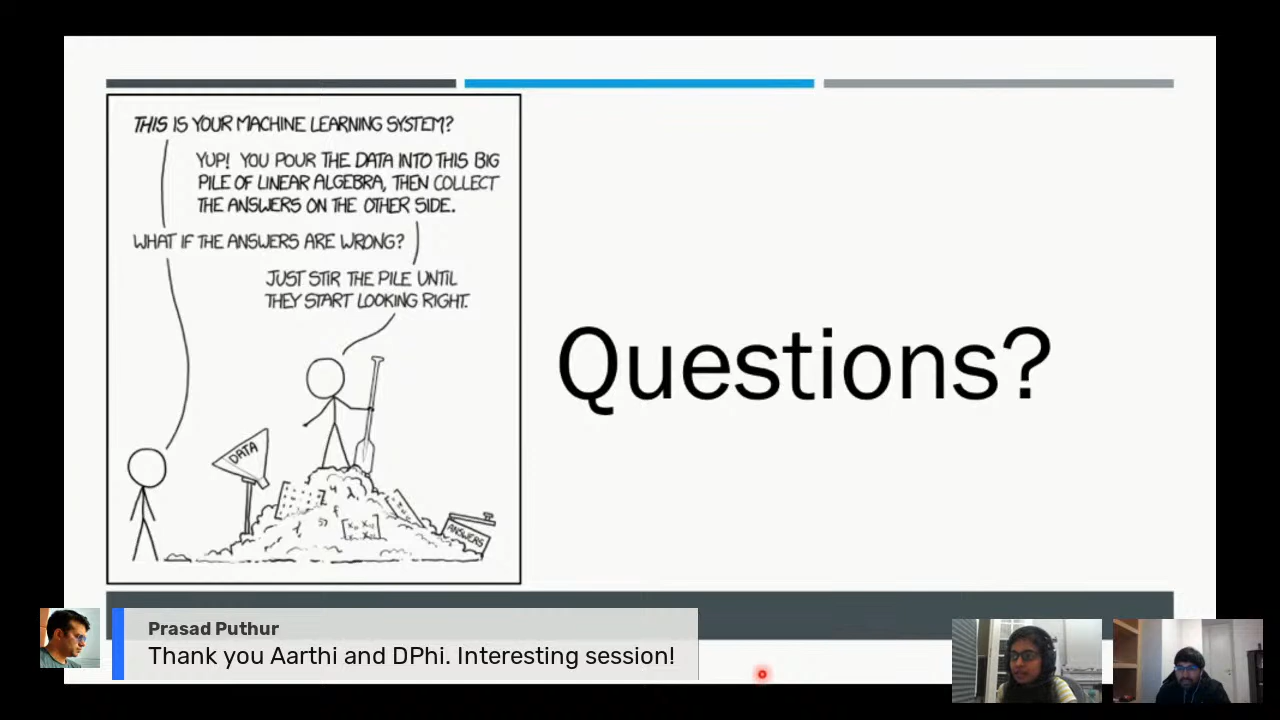 THIS IS YOUR MACHINE LEARNING SYSTEM?
YUP! YOU POUR THE DATA INTO THIS BIG
PILE OF LINEAR ALGEBRA, THEN COLLECT
THE ANSWERS ON THE OTHER SIDE.
WHAT IF THE ANSWERS ARE WRONG?
JUST STIR THE PILE UNTIL
THEY START LOOKING RIGHT.
Questions?
DATA
ANSWERS
Prasad Puthur
Thank you Aarthi and DPhi. Interesting session!